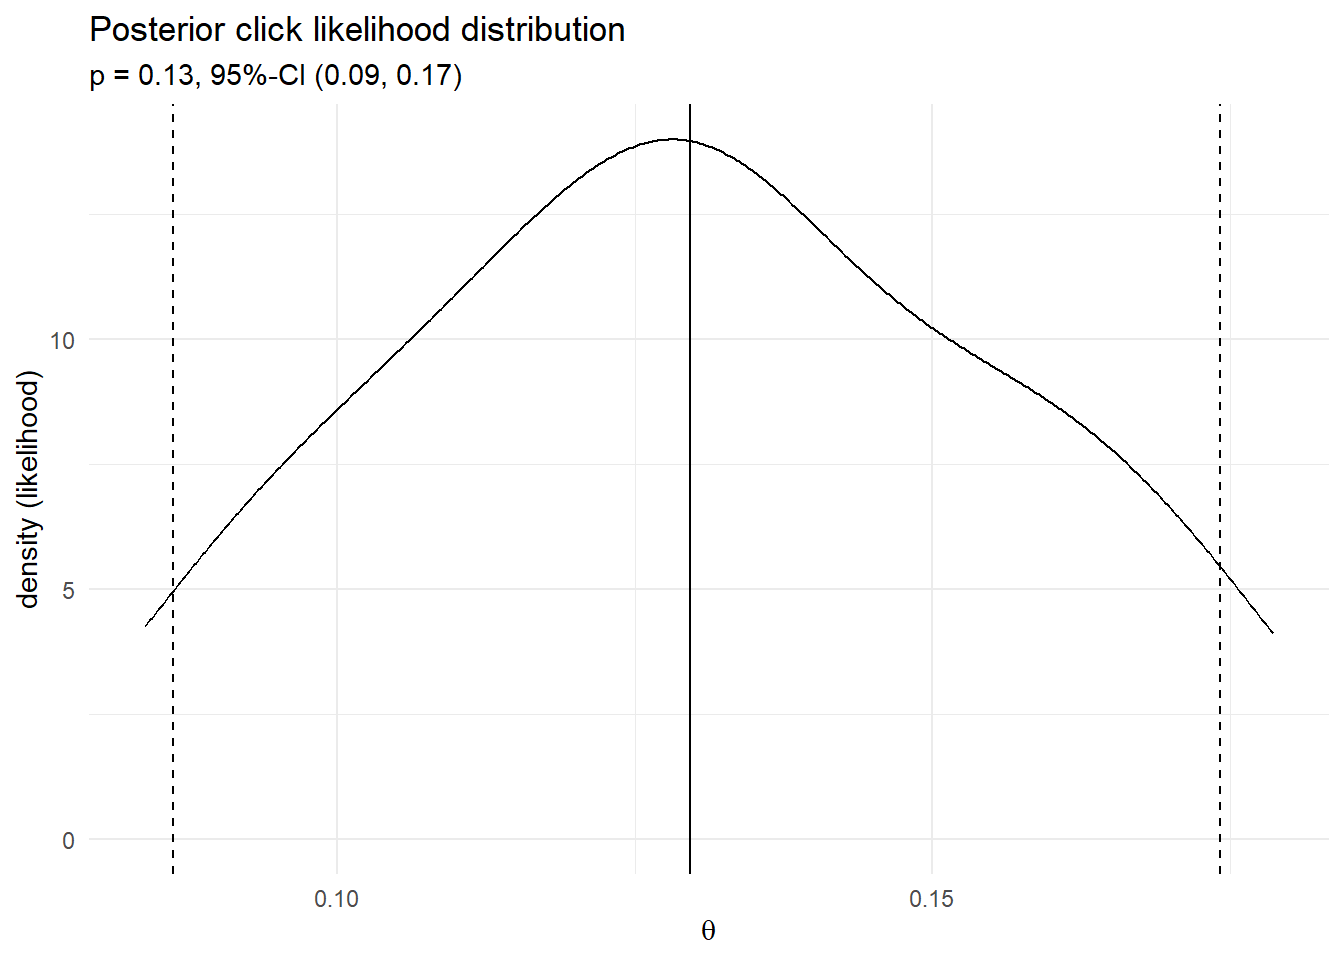 Posterior click likelihood distribution
p = 0.13, 95%-CI (0.09, 0.17)
density (likelihood)
10
5
0
0.10
0.15
θ